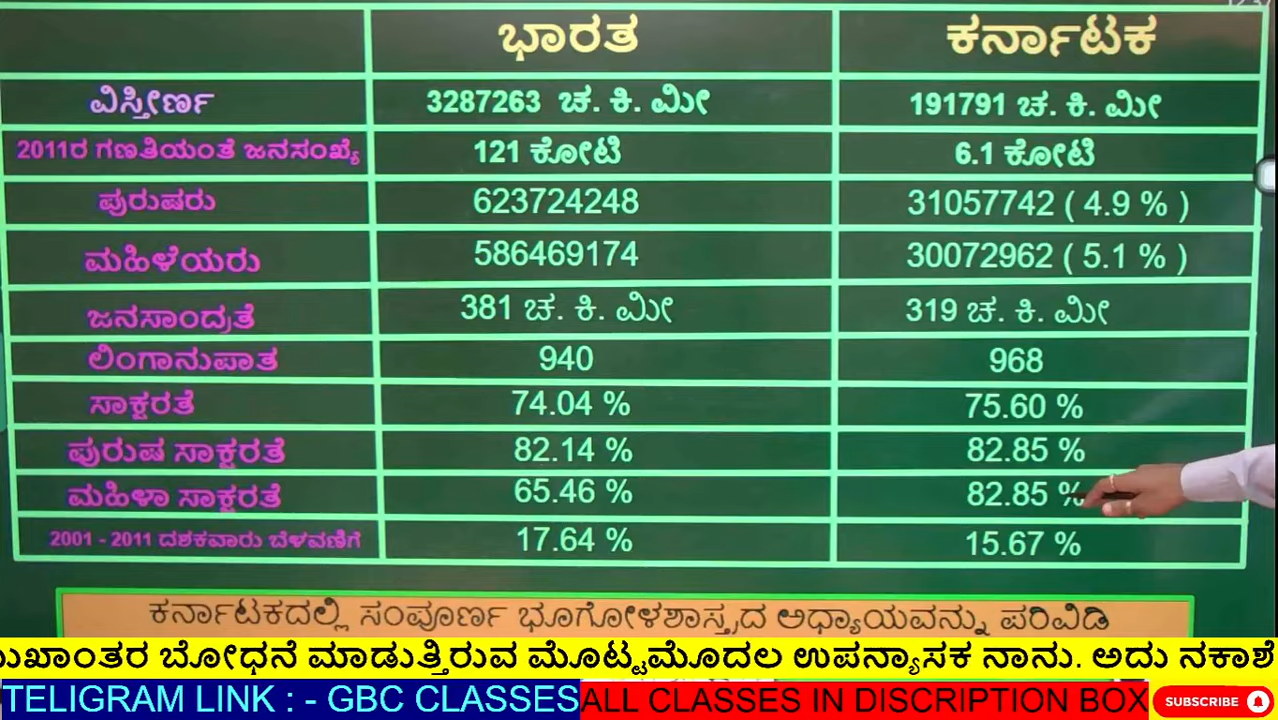 ಭಾರತ ಕರ್ನಾಟಕ
ವಿಸ್ತೀರ್ಣ 3287263 ಚ. ಕಿ. ಮೀ 191791 ಚ. ಕಿ. ಮೀ
2011ರ ಗಣತಿಯಂತೆ ಜನಸಂಖ್ಯೆ 121 ಕೋಟಿ 6.1 ಕೋಟಿ
ಪುರುಷರು 623724248 31057742 ( 4.9 % )
ಮಹಿಳೆಯರು 586469174 30072962 ( 5.1 % )
ಜನಸಾಂದ್ರತೆ 381 ಚ. ಕಿ. ಮೀ 319 ಚ. ಕಿ. ಮೀ
ಲಿಂಗಾನುಪಾತ 940 968
ಸಾಕ್ಷರತೆ 74.04 % 75.60 %
ಪುರುಷ ಸಾಕ್ಷರತೆ 82.14 % 82.85 %
ಮಹಿಳಾ ಸಾಕ್ಷರತೆ 65.46 % 82.85 %
2001 - 2011 ದಶಕವಾರು ಬೆಳವಣಿಗೆ 17.64 % 15.67 %
ಕರ್ನಾಟಕದಲ್ಲಿ ಸಂಪೂರ್ಣ ಭೂಗೋಳಶಾಸ್ತ್ರದ ಅಧ್ಯಾಯವನ್ನು ಪರಿವಿಡಿ
ಬೋಧನೆ ಮಾಡುತ್ತಿರುವ ಮೊಟ್ಟಮೊದಲ ಉಪನ್ಯಾಸಕ ನಾನು. ಅದು ನಕಾಶೆ
TELIGRAM LINK : - GBC CLASSES ALL CLASSES IN DISCRIPTION BOX SUBSCRIBE